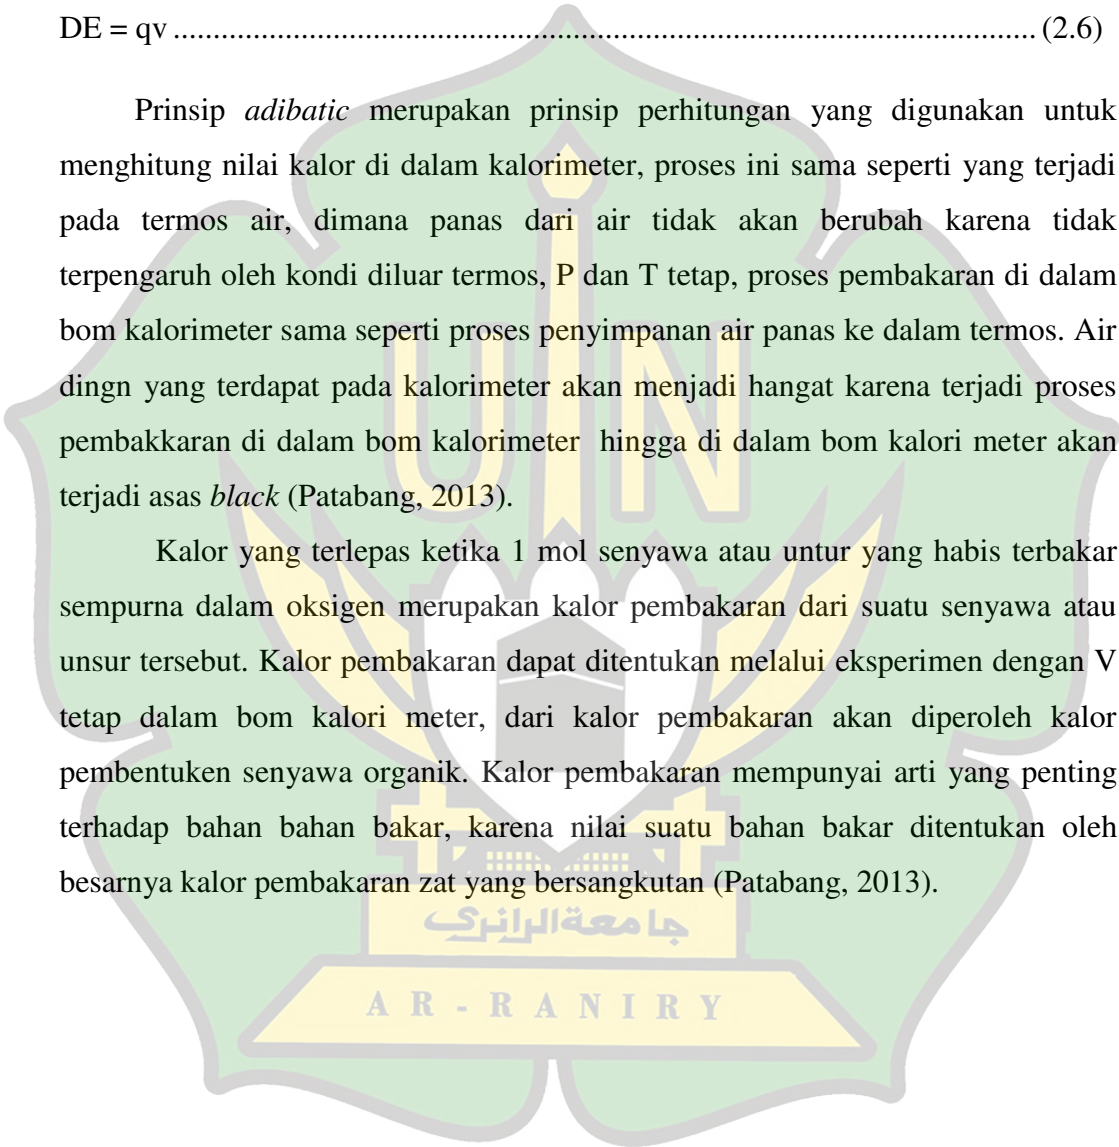 DE = qv ............................................................................................................ (2.6)
Prinsip adibatic merupakan prinsip perhitungan yang digunakan untuk
menghitung nilai kalor di dalam kalorimeter, proses ini sama seperti yang terjadi
pada termos air, dimana panas dari air tidak akan berubah karena tidak
terpengaruh oleh kondi diluar termos, P dan T tetap, proses pembakaran di dalam
bom kalorimeter sama seperti proses penyimpanan air panas ke dalam termos. Air
dingn yang terdapat pada kalorimeter akan menjadi hangat karena terjadi proses
pembakkaran di dalam bom kalorimeter hingga di dalam bom kalori meter akan
terjadi asas black (Patabang, 2013).
Kalor yang terlepas ketika 1 mol senyawa atau untur yang habis terbakar
sempurna dalam oksigen merupakan kalor pembakaran dari suatu senyawa atau
unsur tersebut. Kalor pembakaran dapat ditentukan melalui eksperimen dengan V
tetap dalam bom kalori meter, dari kalor pembakaran akan diperoleh kalor
pembentuken senyawa organik. Kalor pembakaran mempunyai arti yang penting
terhadap bahan bahan bakar, karena nilai suatu bahan bakar ditentukan oleh
besarnya kalor pembakaran zat yang bersangkutan (Patabang, 2013).
UIN
جامعة الرانري
AR-RANIRY